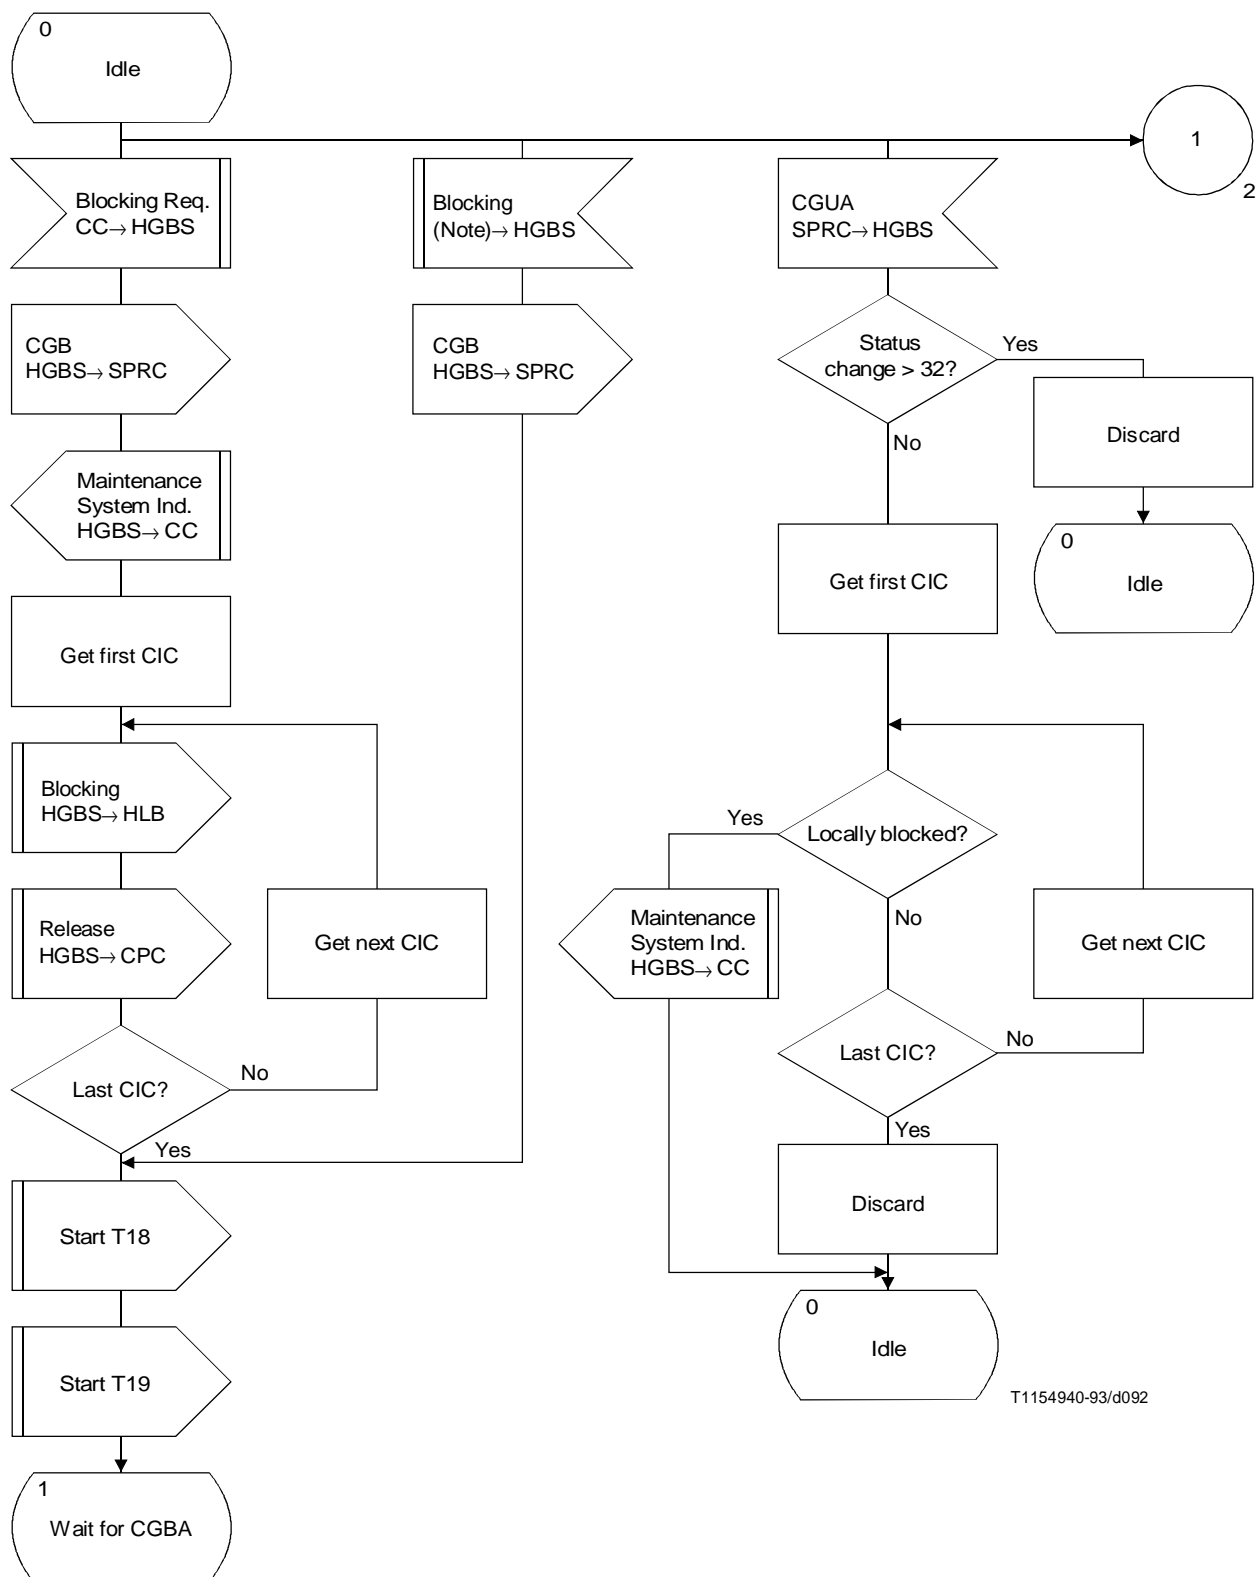 0
Idle
1
2
Blocking Req.
CC→HGBS
Blocking
(Note)→HGBS
CGUA
SPRC→HGBS
CGB
HGBS→SPRC
CGB
HGBS→SPRC
Status
change > 32?
Yes
No
Discard
0
Idle
Maintenance
System Ind.
HGBS→CC
Get first CIC
Get first CIC
Blocking
HGBS→HLB
Release
HGBS→CPC
Get next CIC
Last CIC?
No
Yes
Locally blocked?
Yes
No
Maintenance
System Ind.
HGBS→CC
Get next CIC
Last CIC?
No
Yes
Discard
0
Idle
Start T18
Start T19
1
Wait for CGBA
T1154940-93/d092